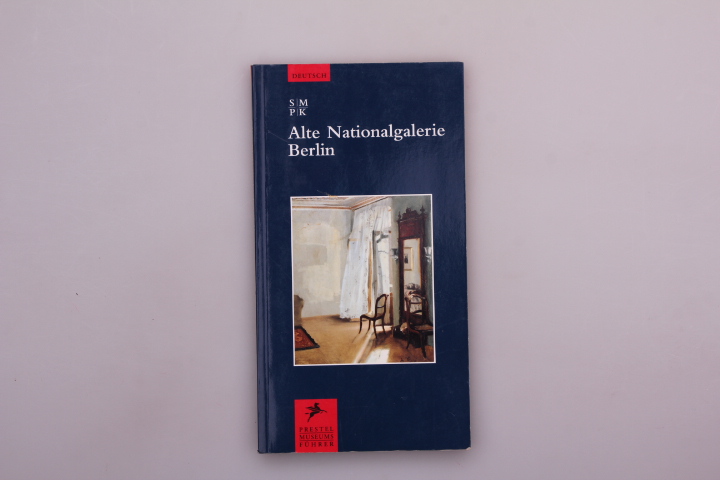 DEUTSCH
S|M
P|K
Alte Nationalgalerie
Berlin
PRESTEL
MUSEUMS
FÜHRER